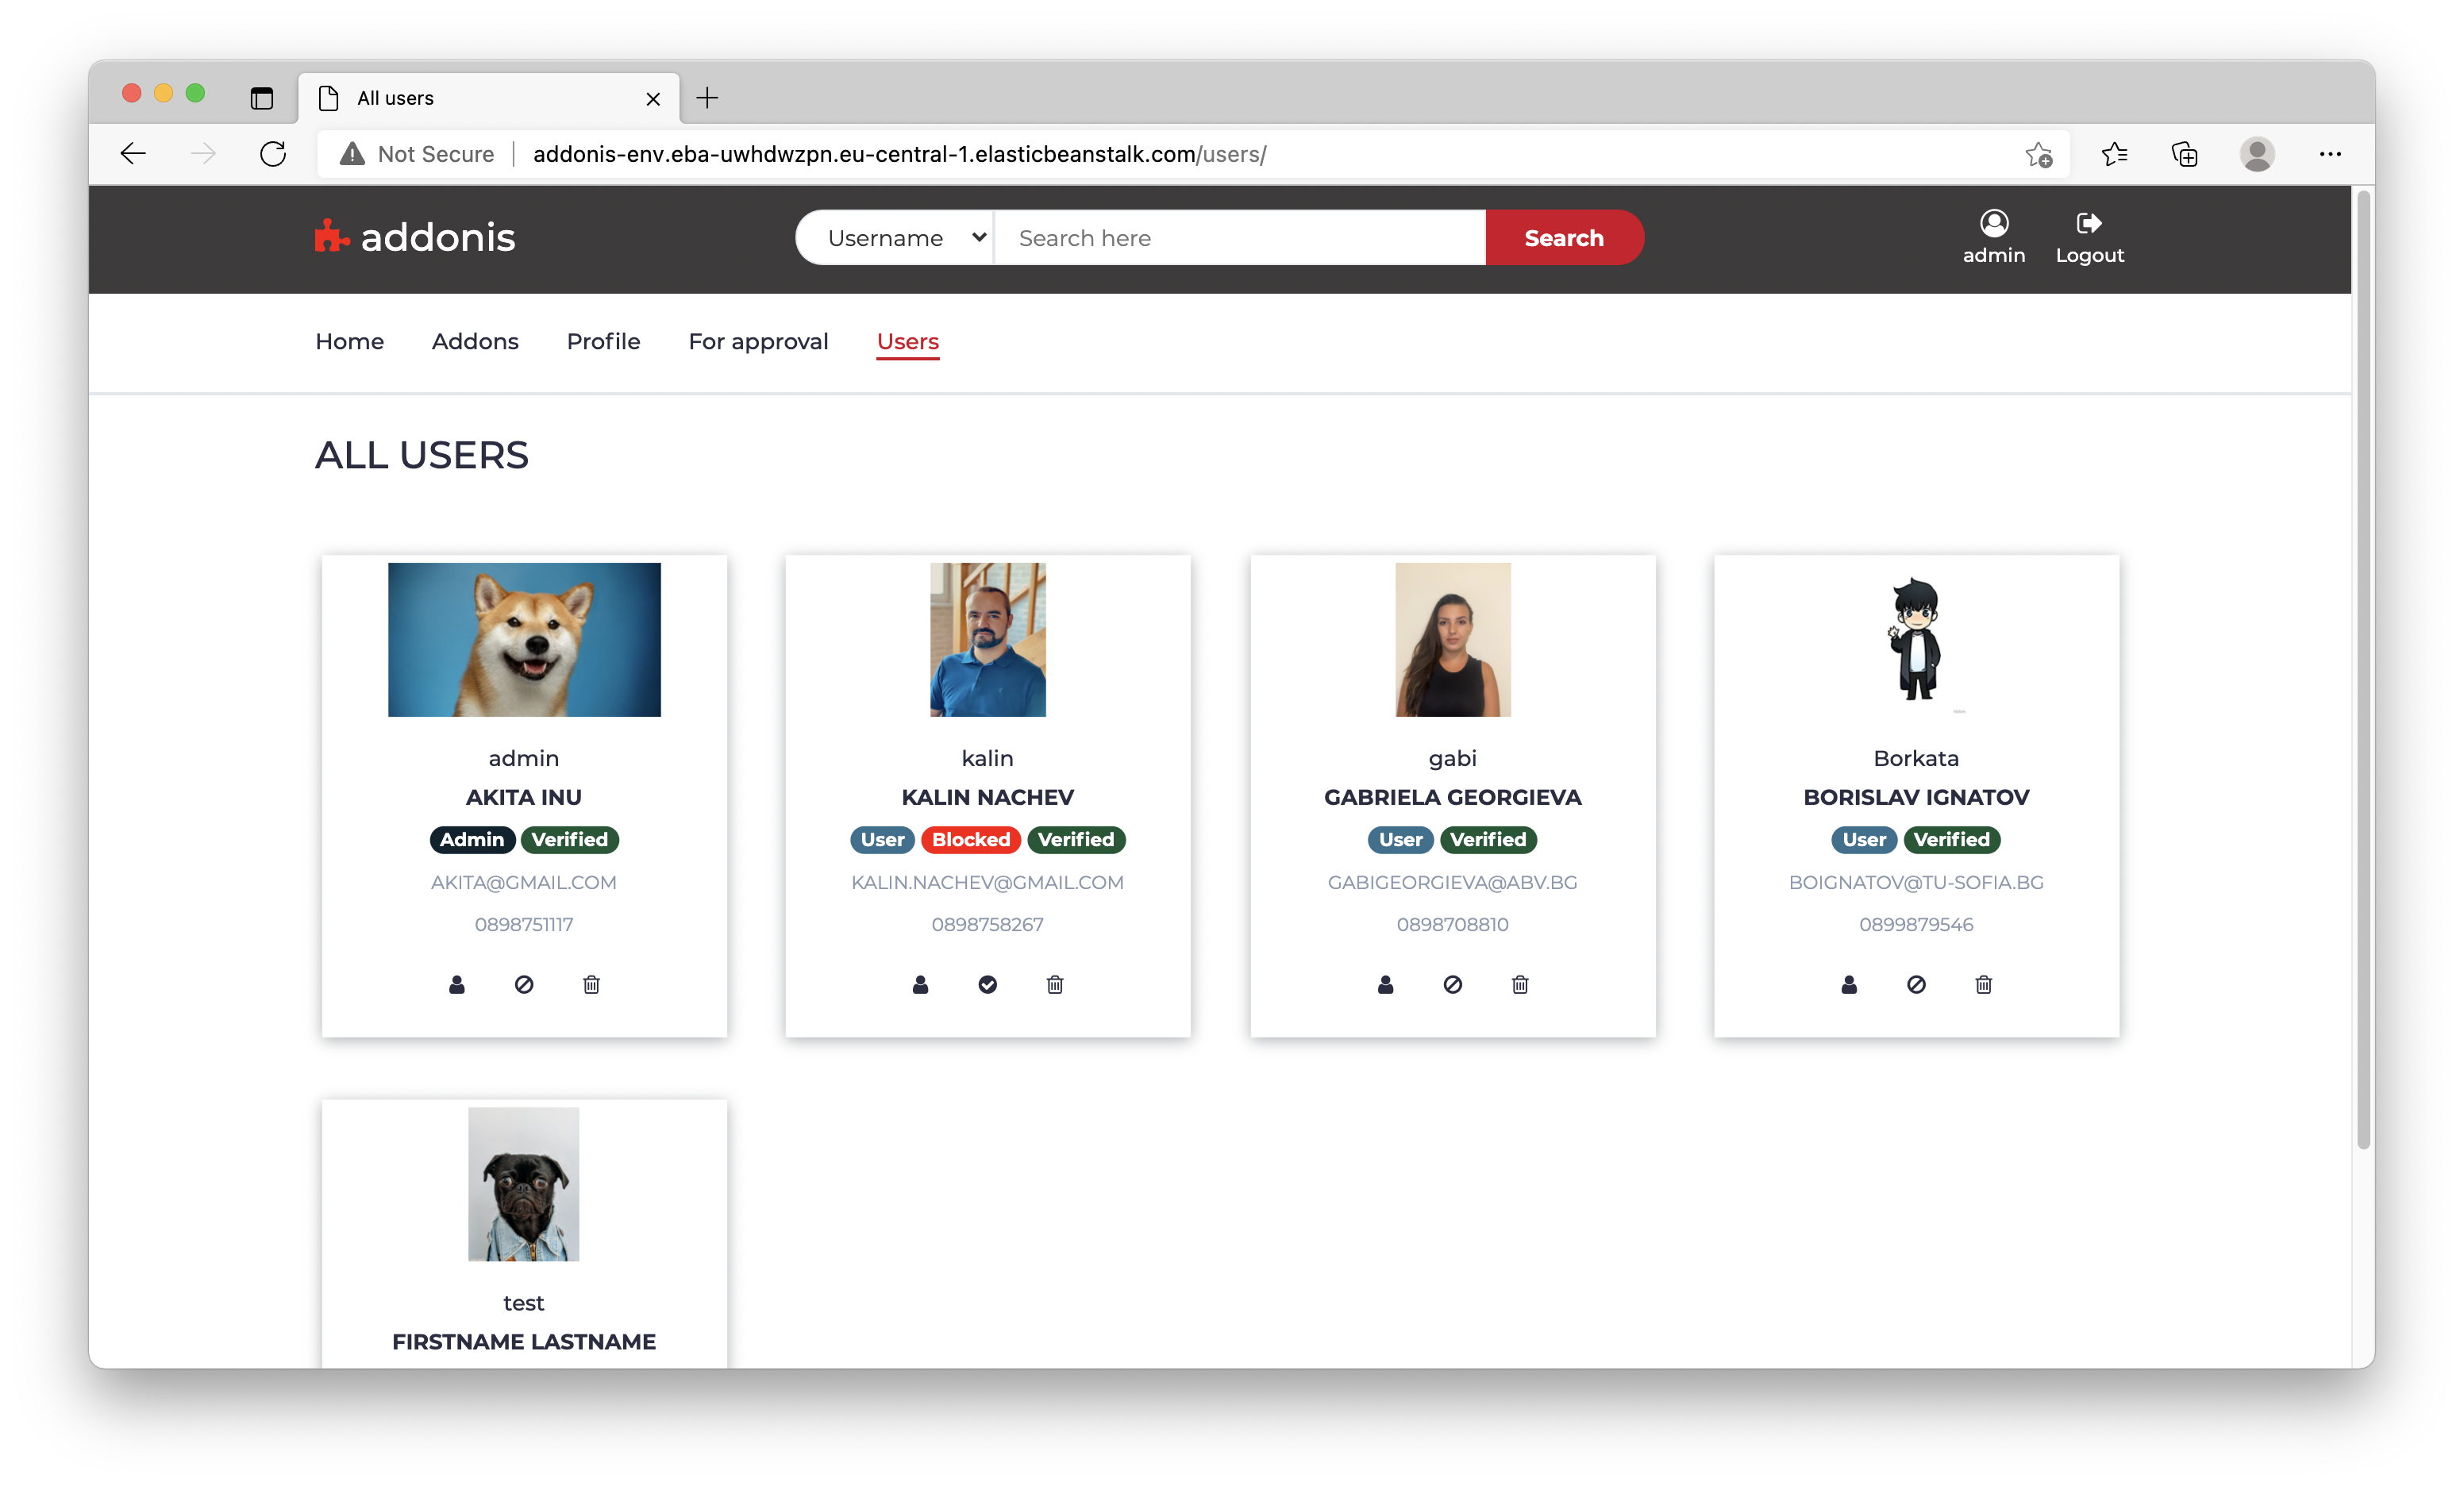 All users
Not Secure addonis-env.eba-uwhdwzpn.eu-central-1.elasticbeanstalk.com/users/
addonis
Username
Search here
Search
admin
Logout
Home Addons Profile For approval Users
ALL USERS
admin
AKITA INU
Admin Verified
AKITA@GMAIL.COM
0898751117
kalin
KALIN NACHEV
User Blocked Verified
KALIN.NACHEV@GMAIL.COM
0898758267
gabi
GABRIELA GEORGIEVA
User Verified
GABIGEORGIEVA@ABV.BG
0898708810
Borkata
BORISLAV IGNATOV
User Verified
BOIGNATOV@TU-SOFIA.BG
0899879546
test
FIRSTNAME LASTNAME